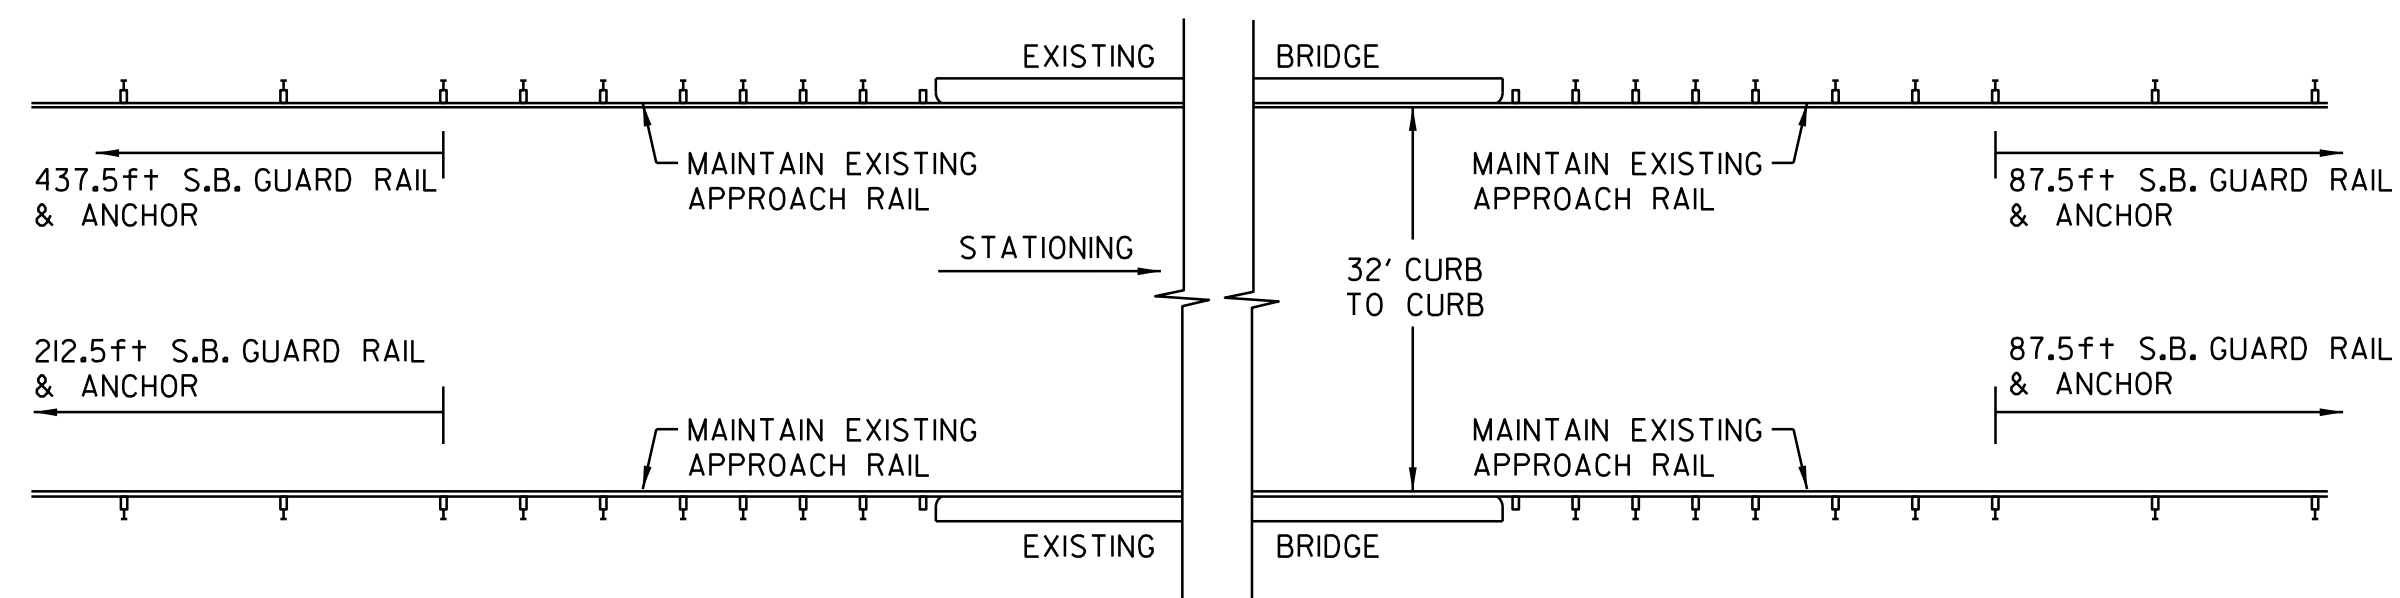 EXISTING BRIDGE
437.5ft S.B. GUARD RAIL
& ANCHOR
MAINTAIN EXISTING
APPROACH RAIL
MAINTAIN EXISTING
APPROACH RAIL
87.5ft S.B. GUARD RAIL
& ANCHOR
STATIONING
32' CURB
TO CURB
212.5ft S.B. GUARD RAIL
& ANCHOR
87.5ft S.B. GUARD RAIL
& ANCHOR
MAINTAIN EXISTING
APPROACH RAIL
MAINTAIN EXISTING
APPROACH RAIL
EXISTING BRIDGE